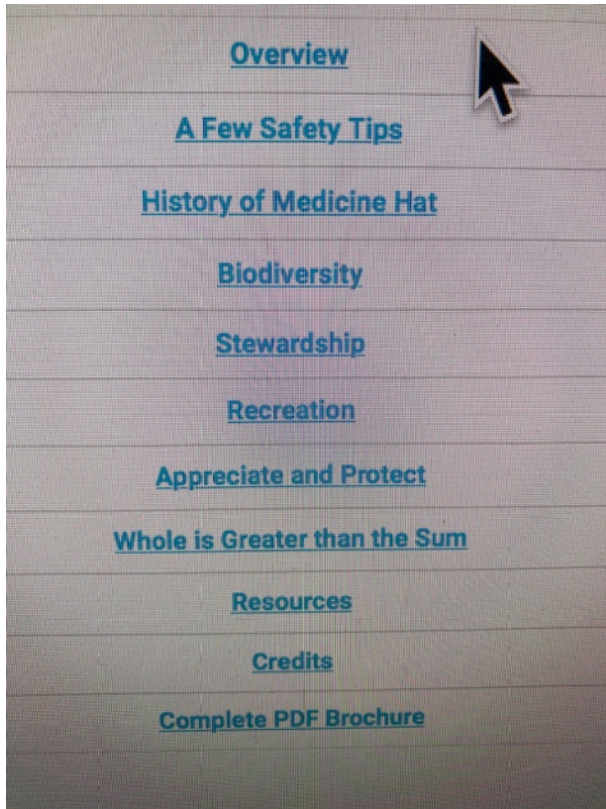 Overview
A Few Safety Tips
History of Medicine Hat
Biodiversity
Stewardship
Recreation
Appreciate and Protect
Whole is Greater than the Sum
Resources
Credits
Complete PDF Brochure